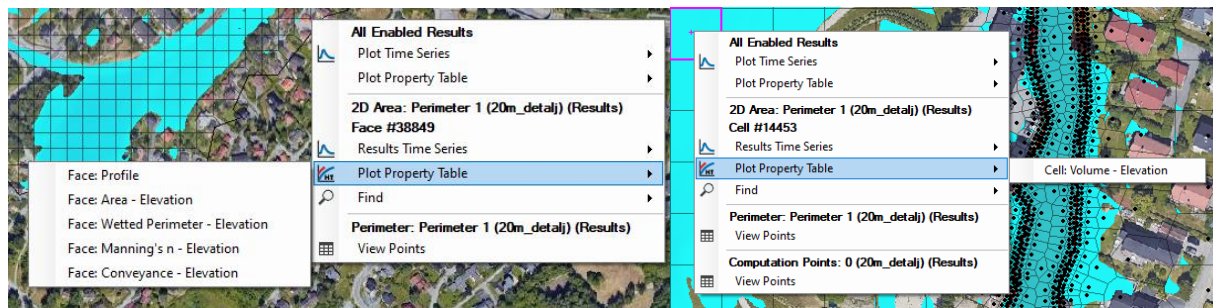 All Enabled Results
Plot Time Series
Plot Property Table
2D Area: Perimeter 1 (20m_detalj) (Results)
Face #38849
Results Time Series
Plot Property Table
Find
Perimeter: Perimeter 1 (20m_detalj) (Results)
View Points
Face: Profile
Face: Area - Elevation
Face: Wetted Perimeter - Elevation
Face: Manning's n - Elevation
Face: Conveyance - Elevation
All Enabled Results
Plot Time Series
Plot Property Table
2D Area: Perimeter 1 (20m_detalj) (Results)
Cell #14453
Results Time Series
Plot Property Table
Find
Perimeter: Perimeter 1 (20m_detalj) (Results)
View Points
Computation Points: 0 (20m_detalj) (Results)
View Points
Cell: Volume - Elevation